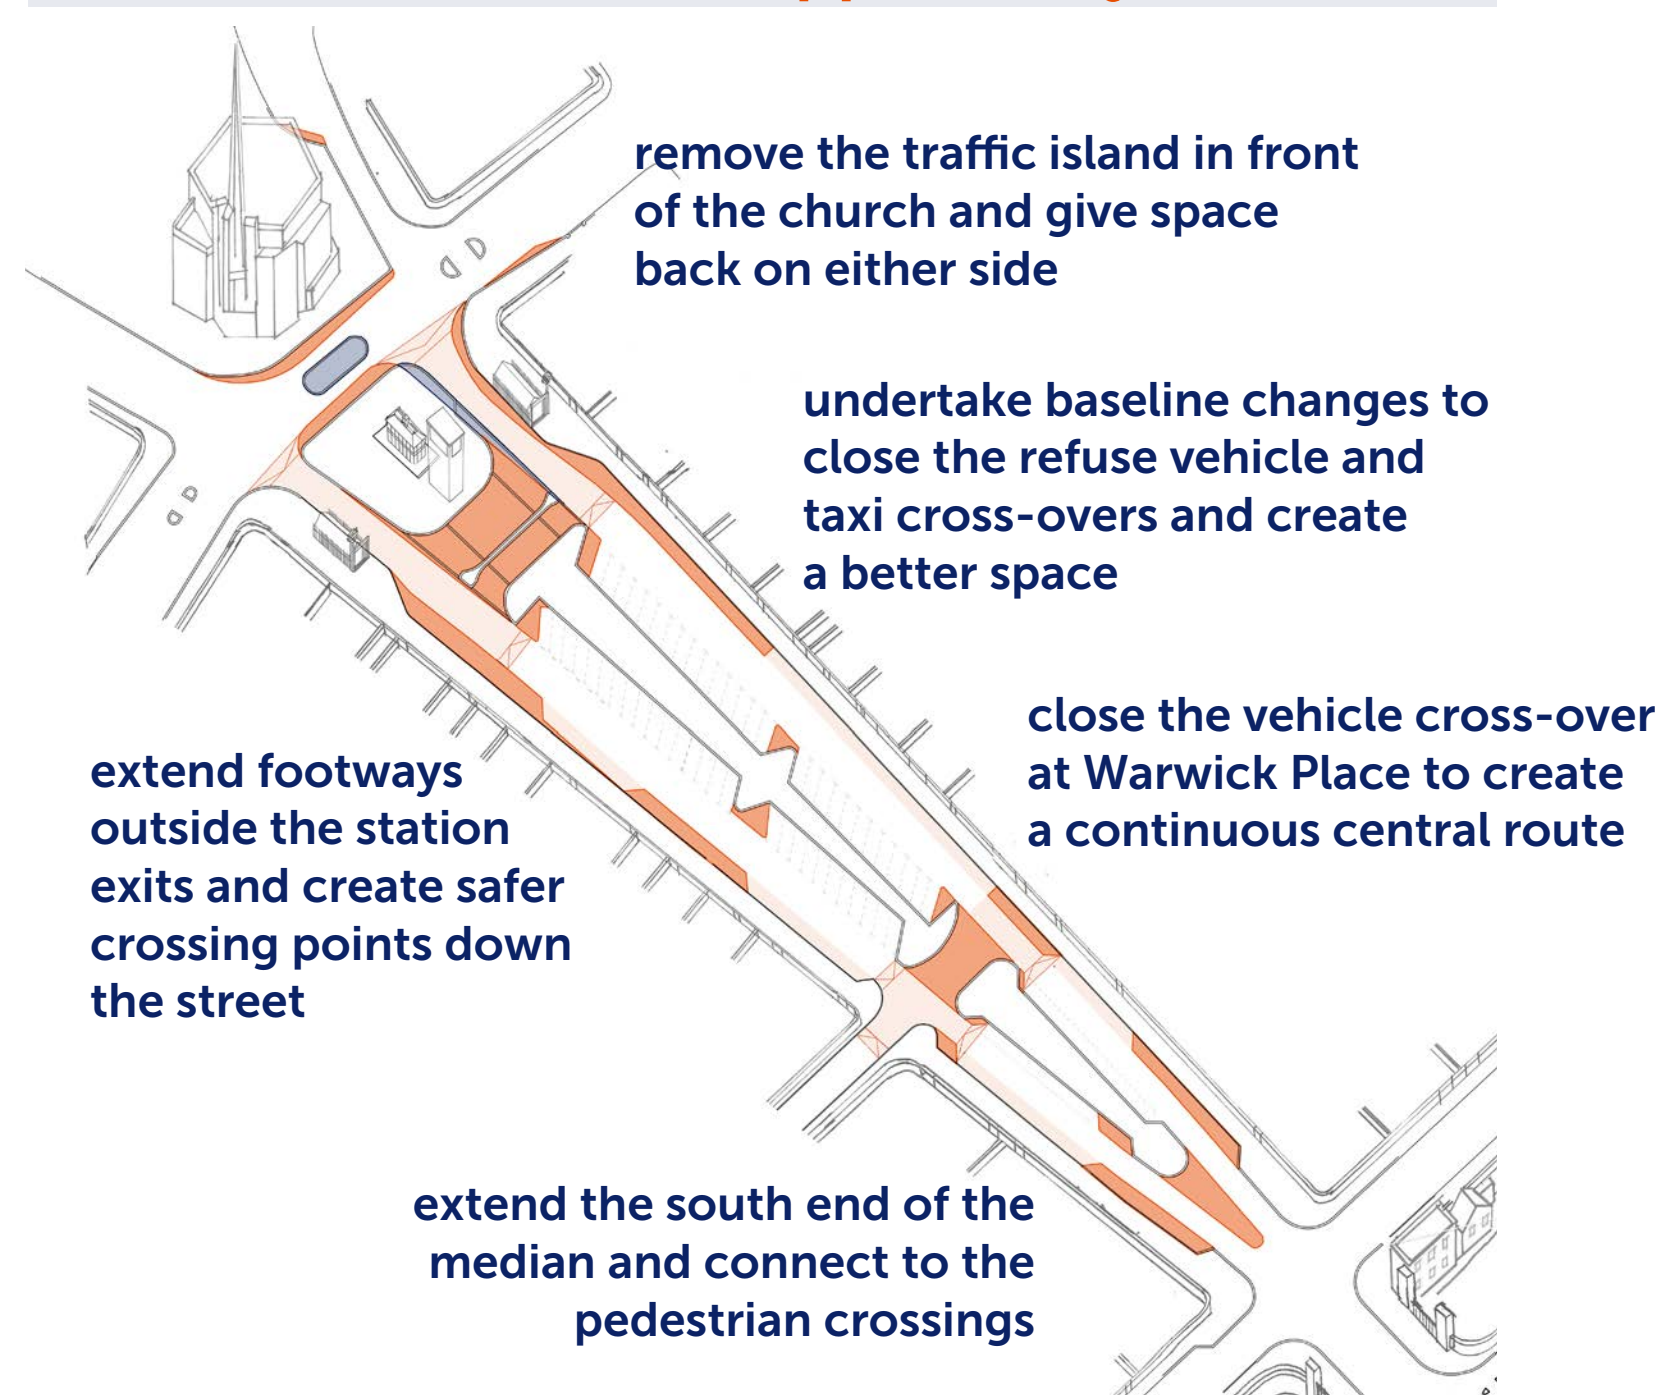 remove the traffic island in front
of the church and give space
back on either side
undertake baseline changes to
close the refuse vehicle and
taxi cross-overs and create
a better space
close the vehicle cross-over
at Warwick Place to create
a continuous central route
extend footways
outside the station
exits and create safer
crossing points down
the street
extend the south end of the
median and connect to the
pedestrian crossings